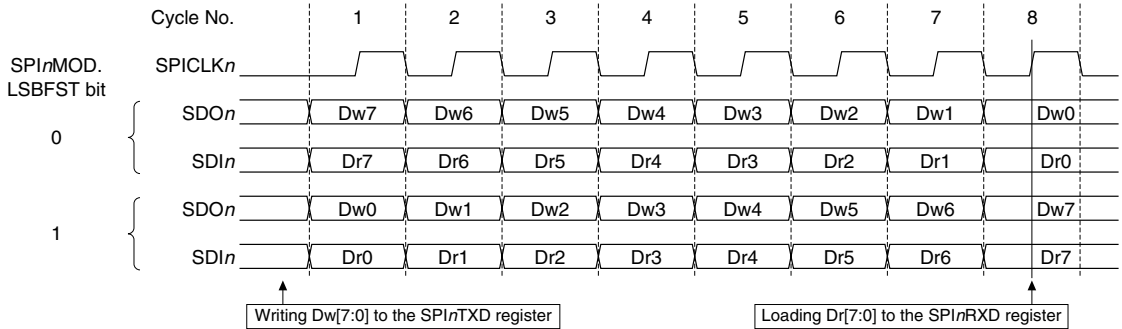 Cycle No. 1 2 3 4 5 6 7 8
SPInMOD.
LSBFST bit
SPICLKn
0
SDOn Dw7 Dw6 Dw5 Dw4 Dw3 Dw2 Dw1 Dw0
SDIn Dr7 Dr6 Dr5 Dr4 Dr3 Dr2 Dr1 Dr0
1
SDOn Dw0 Dw1 Dw2 Dw3 Dw4 Dw5 Dw6 Dw7
SDIn Dr0 Dr1 Dr2 Dr3 Dr4 Dr5 Dr6 Dr7
Writing Dw[7:0] to the SPInTXD register Loading Dr[7:0] to the SPInRXD register